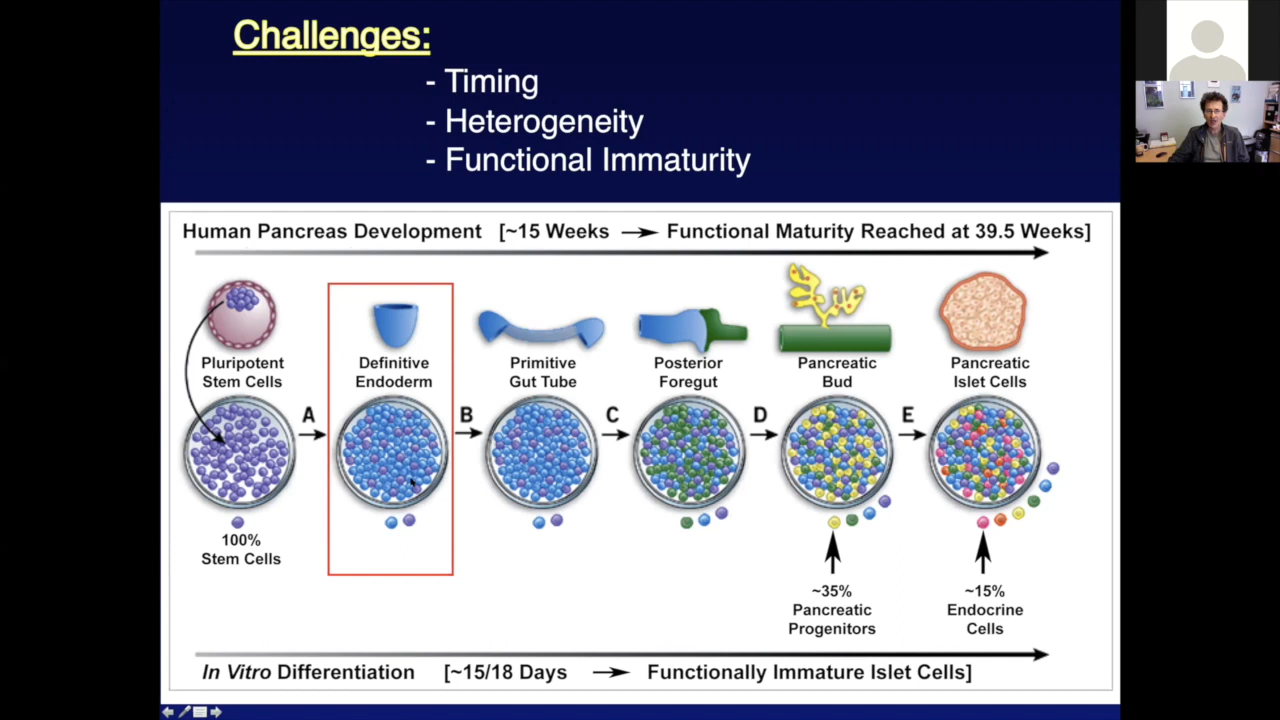 Challenges:
- Timing
- Heterogeneity
- Functional Immaturity
Human Pancreas Development [~15 Weeks → Functional Maturity Reached at 39.5 Weeks]
Pluripotent
Stem Cells
Definitive
Endoderm
Primitive
Gut Tube
Posterior
Foregut
Pancreatic
Bud
Pancreatic
Islet Cells
A
B
C
D
E
100%
Stem Cells
~35%
Pancreatic
Progenitors
~15%
Endocrine
Cells
In Vitro Differentiation [~15/18 Days → Functionally Immature Islet Cells]